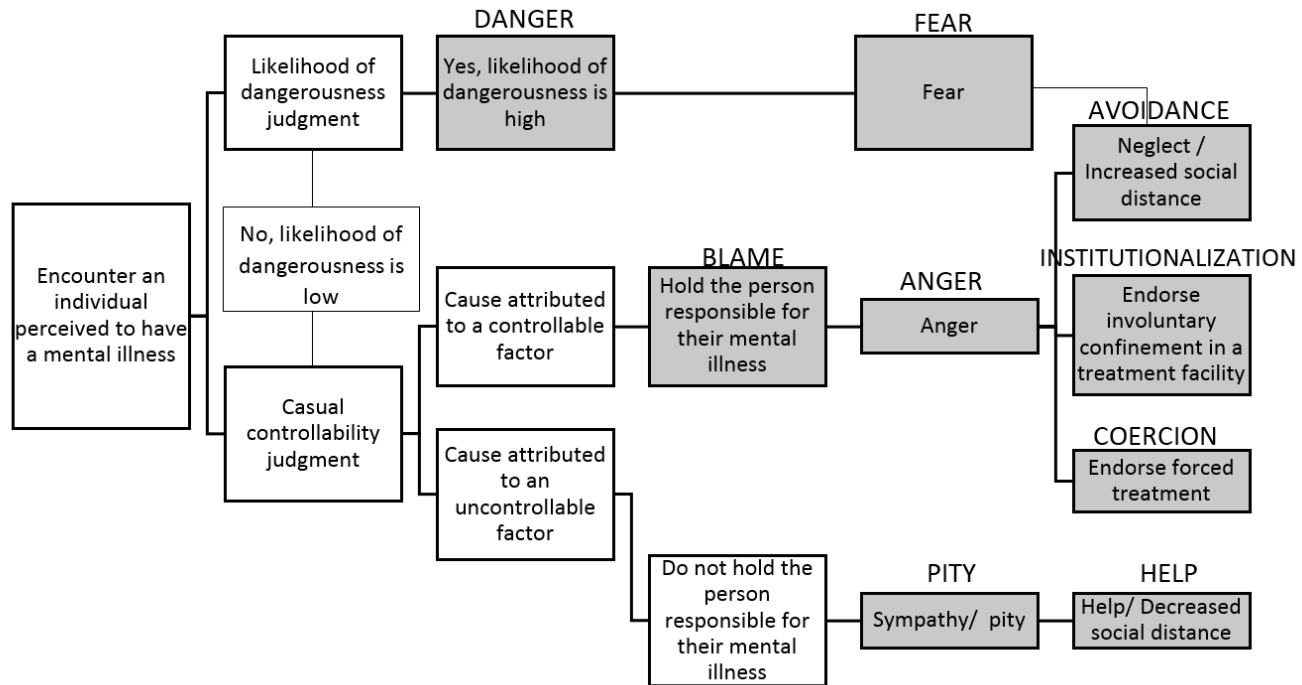 DANGER
FEAR
Likelihood of
dangerousness
judgment
Yes, likelihood of
dangerousness is
high
Fear
AVOIDANCE
Neglect /
Increased social
distance
Encounter an
individual
perceived to have
a mental illness
No, likelihood of
dangerousness is
low
Cause attributed
to a controllable
factor
BLAME
Hold the person
responsible for
their mental
illness
ANGER
Anger
INSTITUTIONALIZATION
Endorse
involuntary
confinement in a
treatment facility
Casual
controllability
judgment
Cause attributed
to an
uncontrollable
factor
COERCION
Endorse forced
treatment
Do not hold the
person
responsible for
their mental
illness
PITY
Sympathy/ pity
HELP
Help/ Decreased
social distance